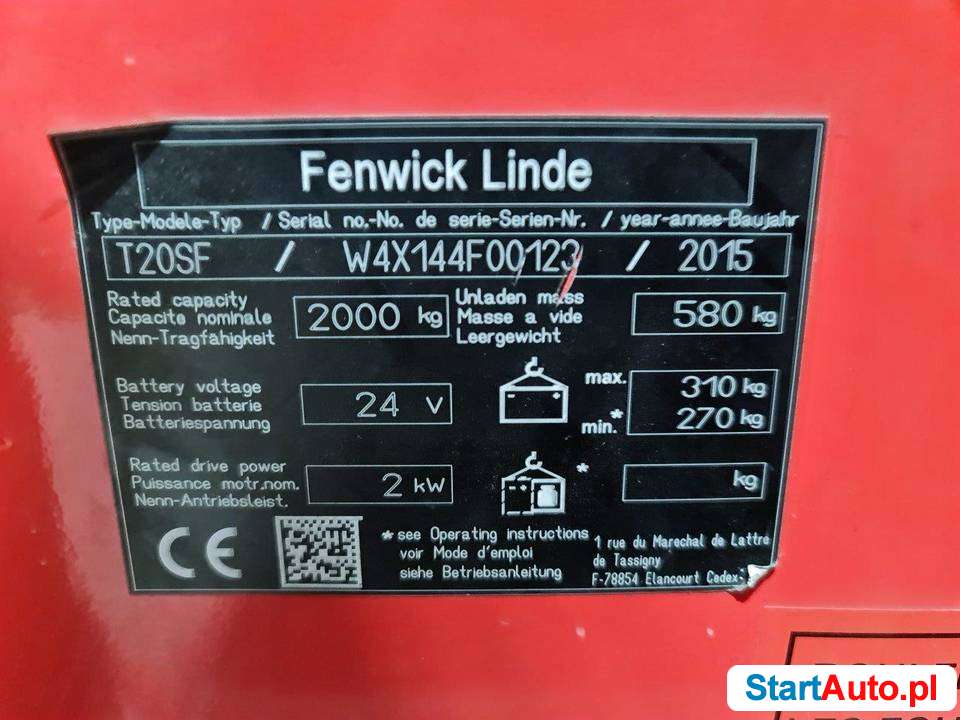 Fenwick Linde
Type-Modele-Typ / Serial no.-No. de serie-Serien-Nr. / year-annee-Baujahr
T20SF / W4X144F00123 / 2015
Rated capacity
Capacite nominale
Nenn-Tragfähigkeit
2000 kg
Unladen mass
Masse a vide
Leergewicht
580 kg
Battery voltage
Tension batterie
Batteriespannung
24 V
max. 310 kg
min.* 270 kg
Rated drive power
Puissance motr.nom.
Nenn-Antriebsleist.
2 kW
* kg
CE
* see Operating instructions
voir Mode d'emploi
siehe Betriebsanleitung
1 rue du Marechal de Lattre
de Tassigny
F-78854 Elancourt Cedex
StartAuto.pl